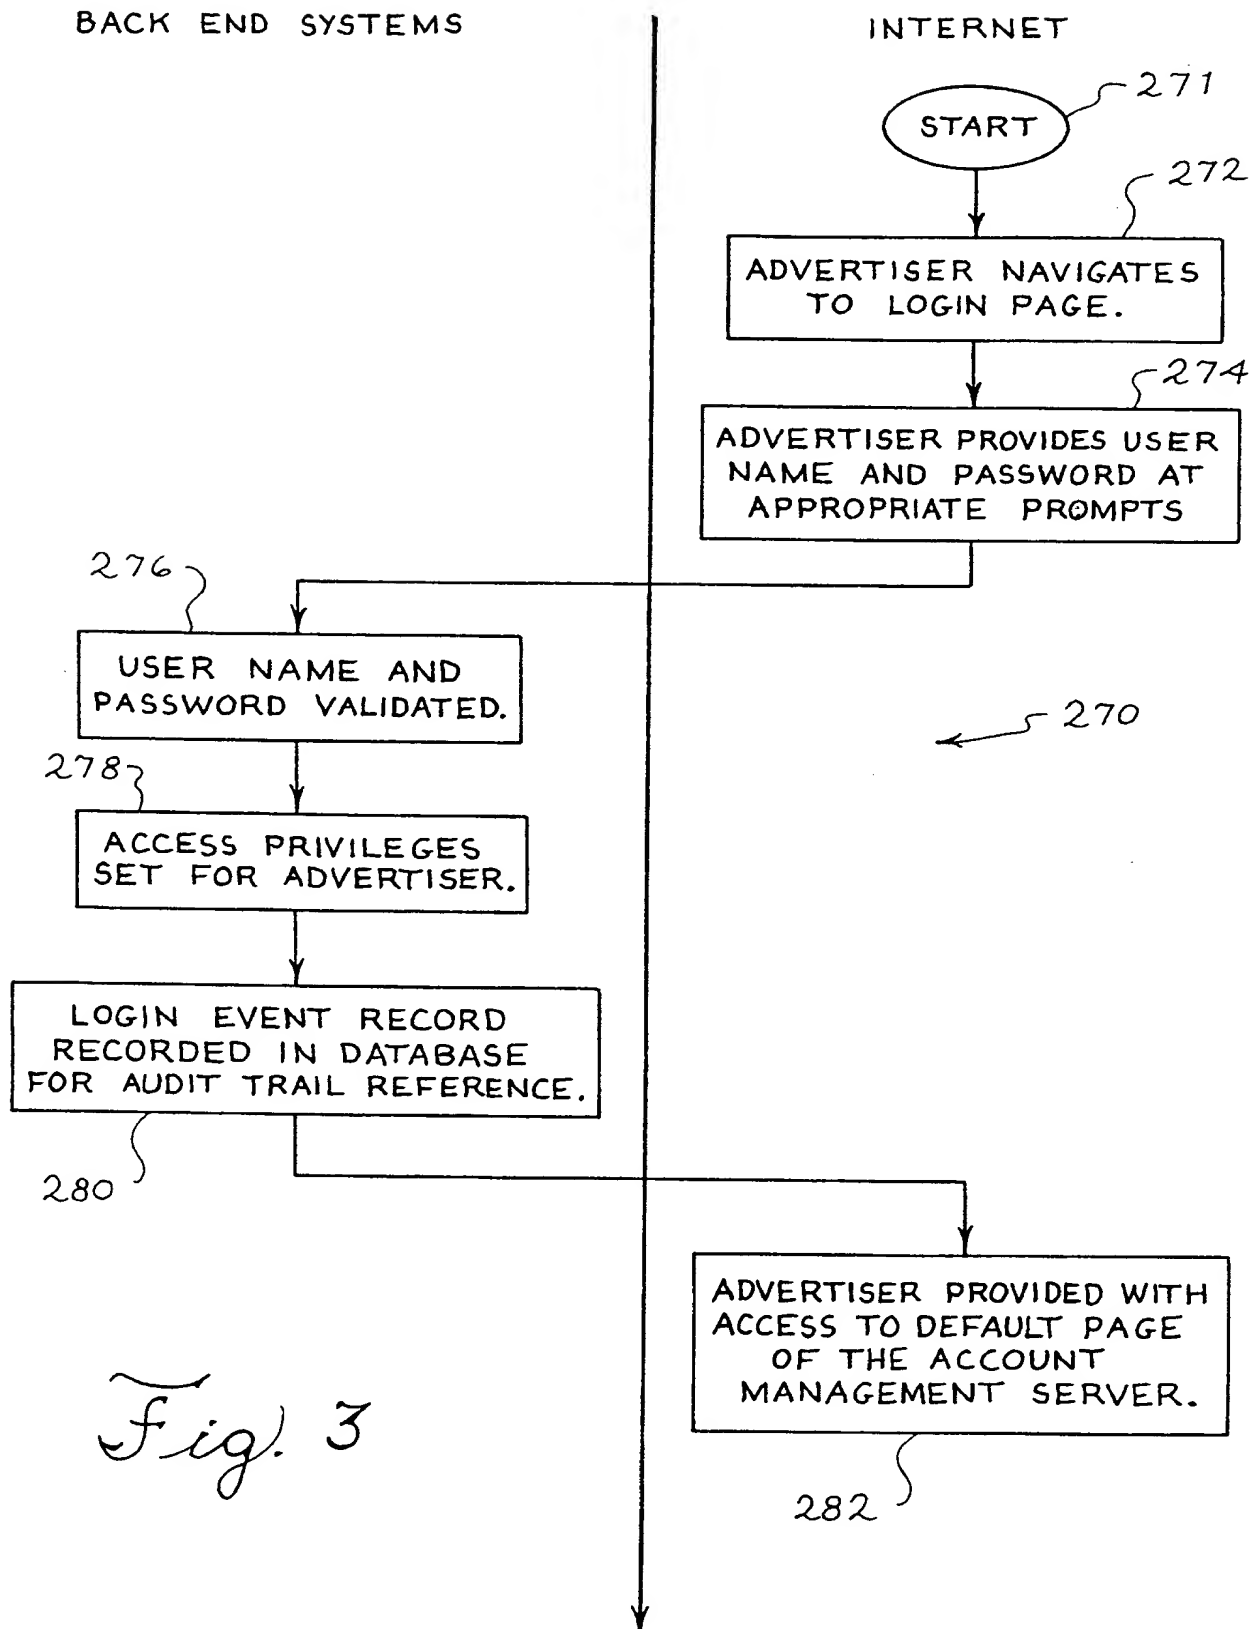 BACK END SYSTEMS
INTERNET
START
271
272
ADVERTISER NAVIGATES
TO LOGIN PAGE.
274
ADVERTISER PROVIDES USER
NAME AND PASSWORD AT
APPROPRIATE PROMPTS
276
USER NAME AND
PASSWORD VALIDATED.
270
278
ACCESS PRIVILEGES
SET FOR ADVERTISER.
LOGIN EVENT RECORD
RECORDED IN DATABASE
FOR AUDIT TRAIL REFERENCE.
280
ADVERTISER PROVIDED WITH
ACCESS TO DEFAULT PAGE
OF THE ACCOUNT
MANAGEMENT SERVER.
282
Fig. 3